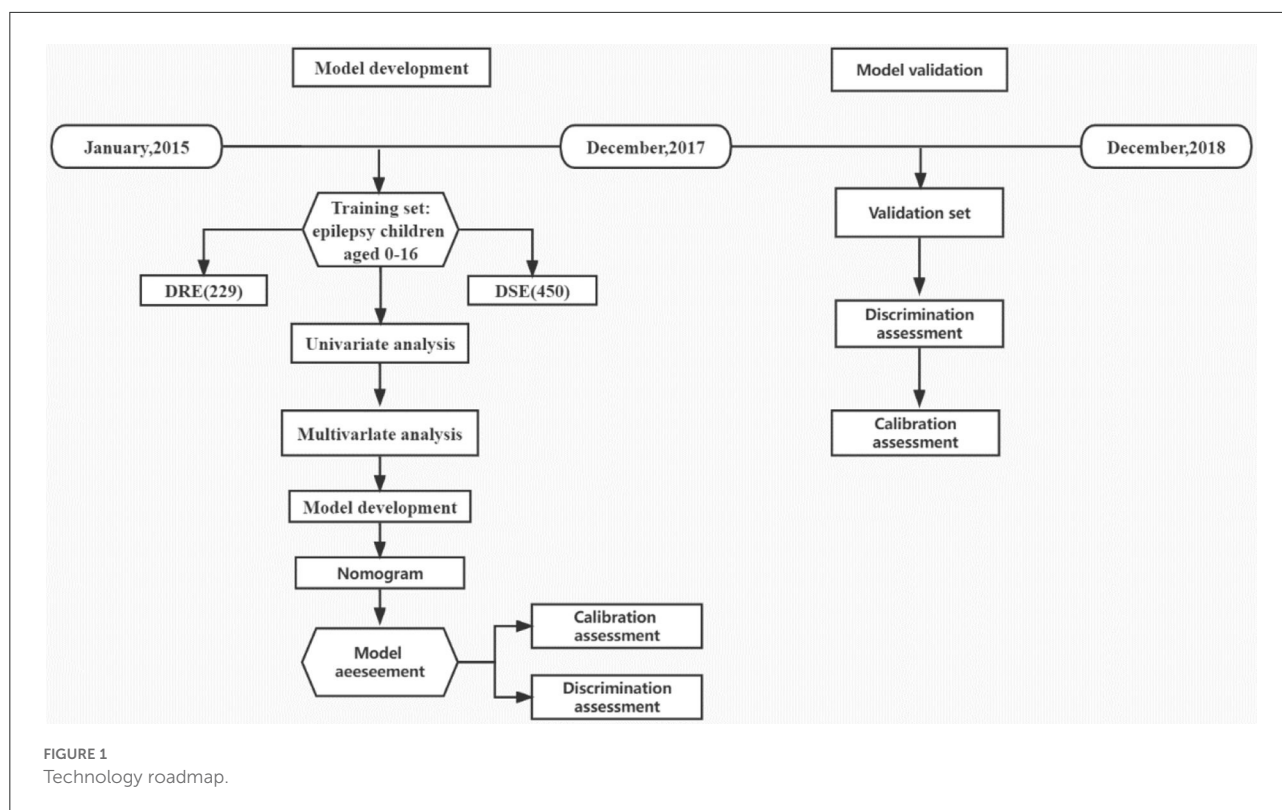 Model development
Model validation
January,2015
December,2017
December,2018
Training set:
epilepsy children
aged 0-16
DRE(229)
DSE(450)
Univariate analysis
Multivarlate analysis
Model development
Nomogram
Model
aeeseement
Calibration
assessment
Discrimination
assessment
Validation set
Discrimination
assessment
Calibration
assessment
FIGURE 1
Technology roadmap.